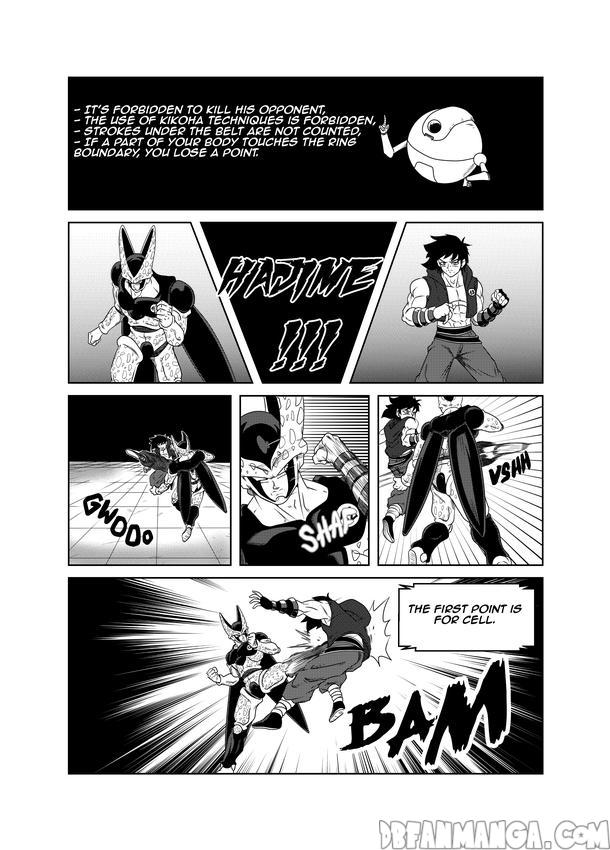 - IT'S FORBIDDEN TO KILL HIS OPPONENT,
- THE USE OF KIKOHA TECHNIQUES IS FORBIDDEN,
- STROKES UNDER THE BELT ARE NOT COUNTED,
- IF A PART OF YOUR BODY TOUCHES THE RING
BOUNDARY, YOU LOSE A POINT.
HAJIME
!!!
GWOOO
SHAP
VSHH
THE FIRST POINT IS
FOR CELL.
BAM
DBFANMANGA.COM